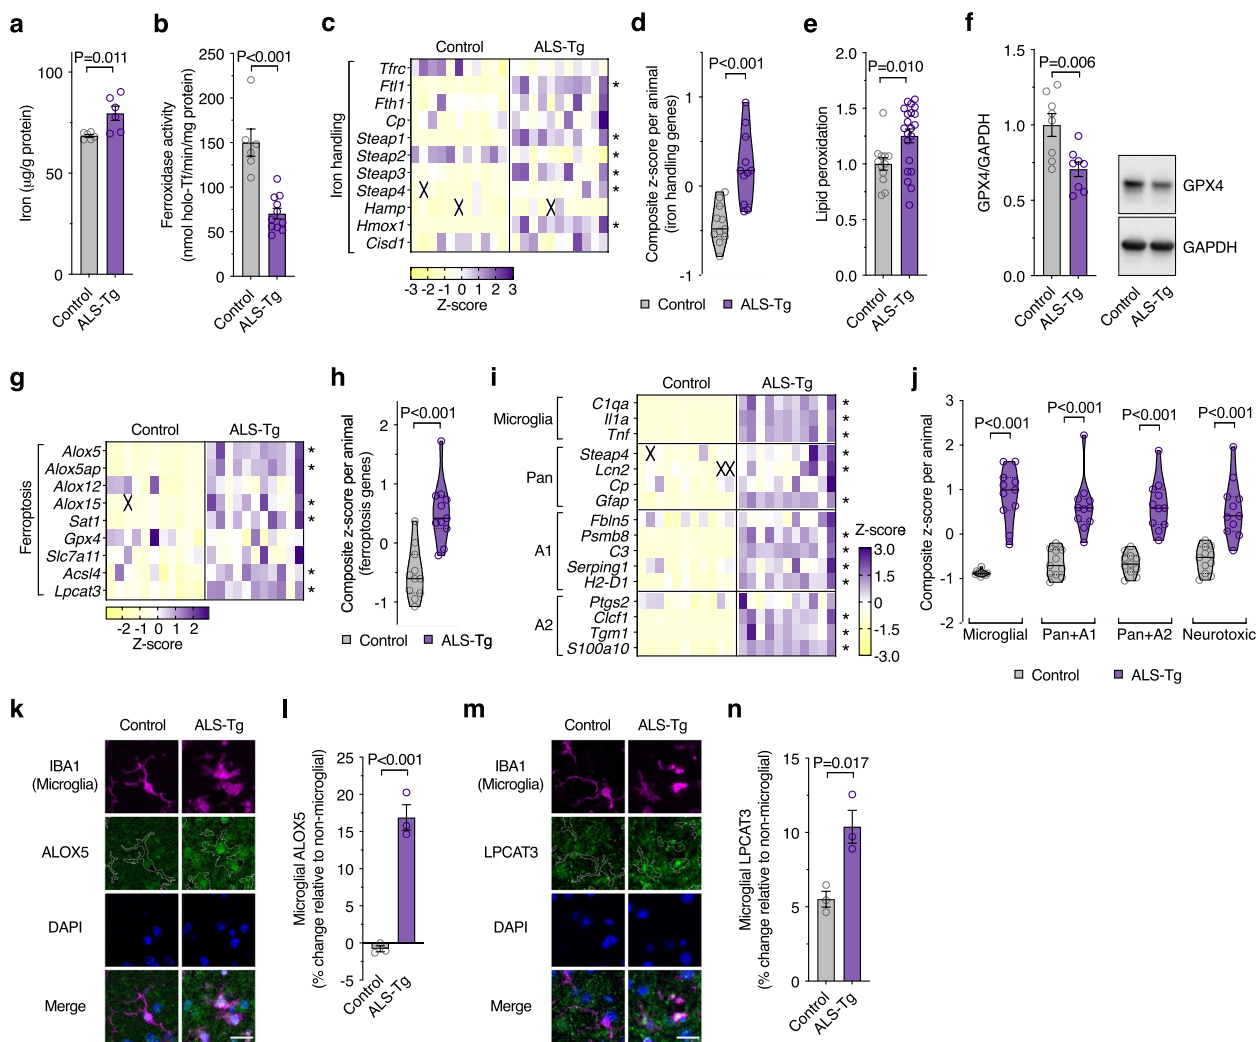 a
Iron (µg/g protein)
100
50
0
P=0.011
Control
ALS-Tg
b
Ferroxidase activity
(nmol holo-Tf/min/mg protein)
250
200
150
100
50
0
P<0.001
Control
ALS-Tg
c
Control
ALS-Tg
Iron handling
Tfrc
Ftl1 *
Fth1
Cp
Steap1 *
Steap2 *
Steap3 *
Steap4 *
Hamp
Hmox1 *
Cisd1
X
X
X
-3 -2 -1 0 1 2 3
Z-score
d
Composite z-score per animal
(iron handling genes)
1
0
-1
P<0.001
Control
ALS-Tg
e
Lipid peroxidation
2.0
1.5
1.0
0.5
0.0
P=0.010
Control
ALS-Tg
f
GPX4/GAPDH
1.5
1.0
0.5
0.0
P=0.006
Control
ALS-Tg
GPX4
GAPDH
Control
ALS-Tg
g
Control
ALS-Tg
Ferroptosis
Alox5 *
Alox5ap *
Alox12
Alox15 *
Sat1 *
Gpx4
Slc7a11
Acsl4 *
Lpcat3 *
X
-2 -1 0 1 2
Z-score
h
Composite z-score per animal
(ferroptosis genes)
2
1
0
-1
P<0.001
Control
ALS-Tg
i
Control
ALS-Tg
Microglia
C1qa *
Il1a *
Tnf *
Pan
Steap4 *
Lcn2 *
Cp
Gfap *
X
X X
A1
Fbln5
Psmb8 *
C3 *
Serping1 *
H2-D1 *
A2
Ptgs2
Clcf1 *
Tgm1 *
S100a10 *
Z-score
3.0
1.5
0
-1.5
-3.0
j
Composite z-score per animal
3
2
1
0
-1
-2
P<0.001
P<0.001
P<0.001
P<0.001
Microglial
Pan+A1
Pan+A2
Neurotoxic
Control
ALS-Tg
k
Control
ALS-Tg
IBA1
(Microglia)
ALOX5
DAPI
Merge
l
Microglial ALOX5
(% change relative to non-microglial)
25
20
15
10
5
0
-5
P<0.001
Control
ALS-Tg
m
Control
ALS-Tg
IBA1
(Microglia)
LPCAT3
DAPI
Merge
n
Microglial LPCAT3
(% change relative to non-microglial)
15
10
5
0
P=0.017
Control
ALS-Tg